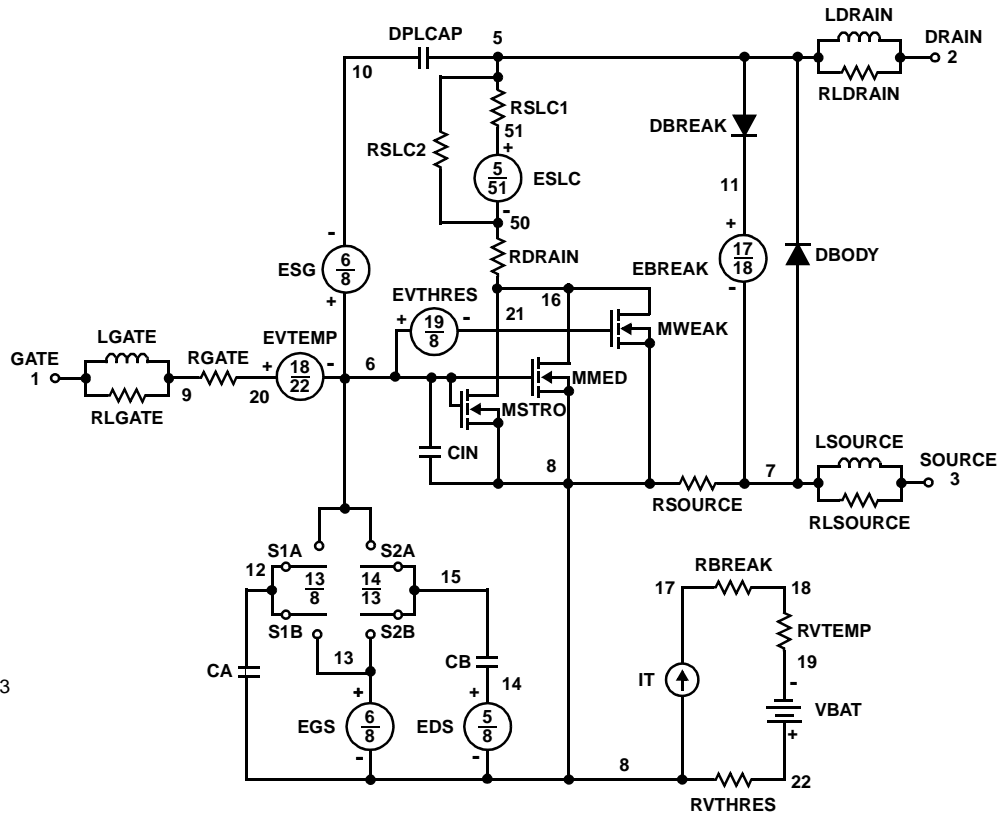 LDRAIN
DPLCAP 5 DRAIN
10 2
RLDRAIN
RSLC1
DBREAK
51
RSLC2 +
5
51
ESLC
11
-
50
+
-
17
18
RDRAIN
6
8
EBREAK DBODY
ESG
EVTHRES
16
-
+ 21
+ 19
8
-
MWEAK
LGATE EVTEMP
GATE RGATE
1
+ 18
22
- 6
MMED
9 20
MSTRO
RLGATE
LSOURCE
CIN
8 7 SOURCE
3
RSOURCE
RLSOURCE
S1A S2A
12 13
8
14
13
15
17 RBREAK 18
S1B S2B
RVTEMP
13
CA CB
19
3
14 IT -
+ +
VBAT
EGS 6
8
EDS 5
8
+
- -
8
22
RVTHRES